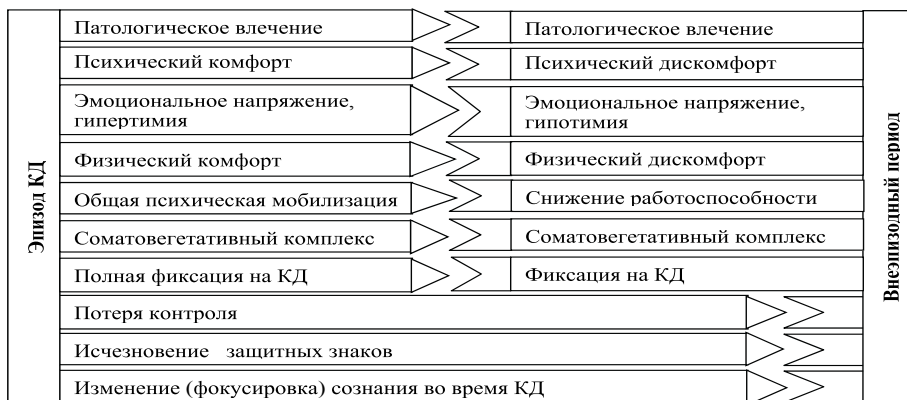 Эпизод КД
Патологическое влечение
Патологическое влечение
Психический комфорт
Психический дискомфорт
Эмоциональное напряжение,
гипертимия
Эмоциональное напряжение,
гипотимия
Физический комфорт
Физический дискомфорт
Общая психическая мобилизация
Снижение работоспособности
Соматовегетативный комплекс
Соматовегетативный комплекс
Полная фиксация на КД
Фиксация на КД
Потеря контроля
Исчезновение защитных знаков
Изменение (фокусировка) сознания во время КД
Внеэпизодный период